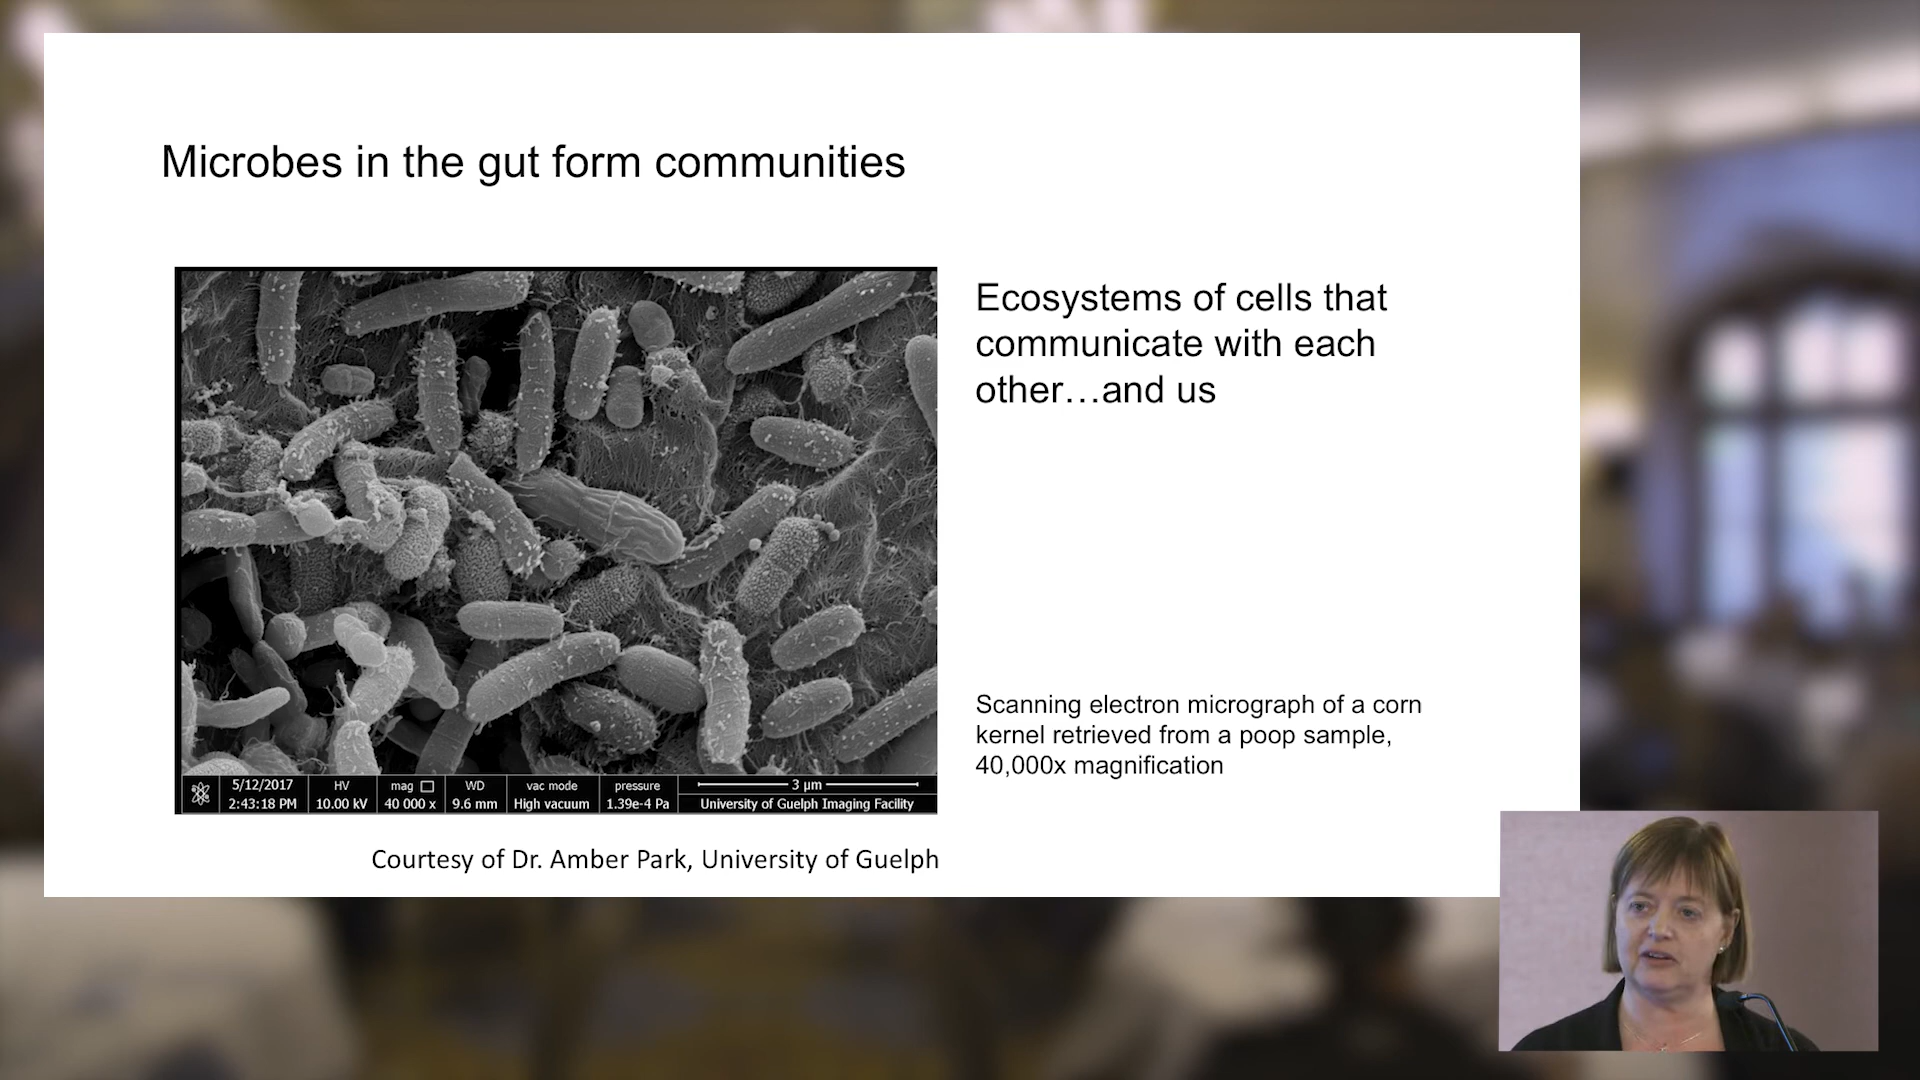 Microbes in the gut form communities
Ecosystems of cells that
communicate with each
other…and us
Scanning electron micrograph of a corn
kernel retrieved from a poop sample,
40,000x magnification
5/12/2017 HV mag WD vac mode pressure 3 µm
2:43:18 PM 10.00 kV 40 000 x 9.6 mm High vacuum 1.39e-4 Pa University of Guelph Imaging Facility
Courtesy of Dr. Amber Park, University of Guelph